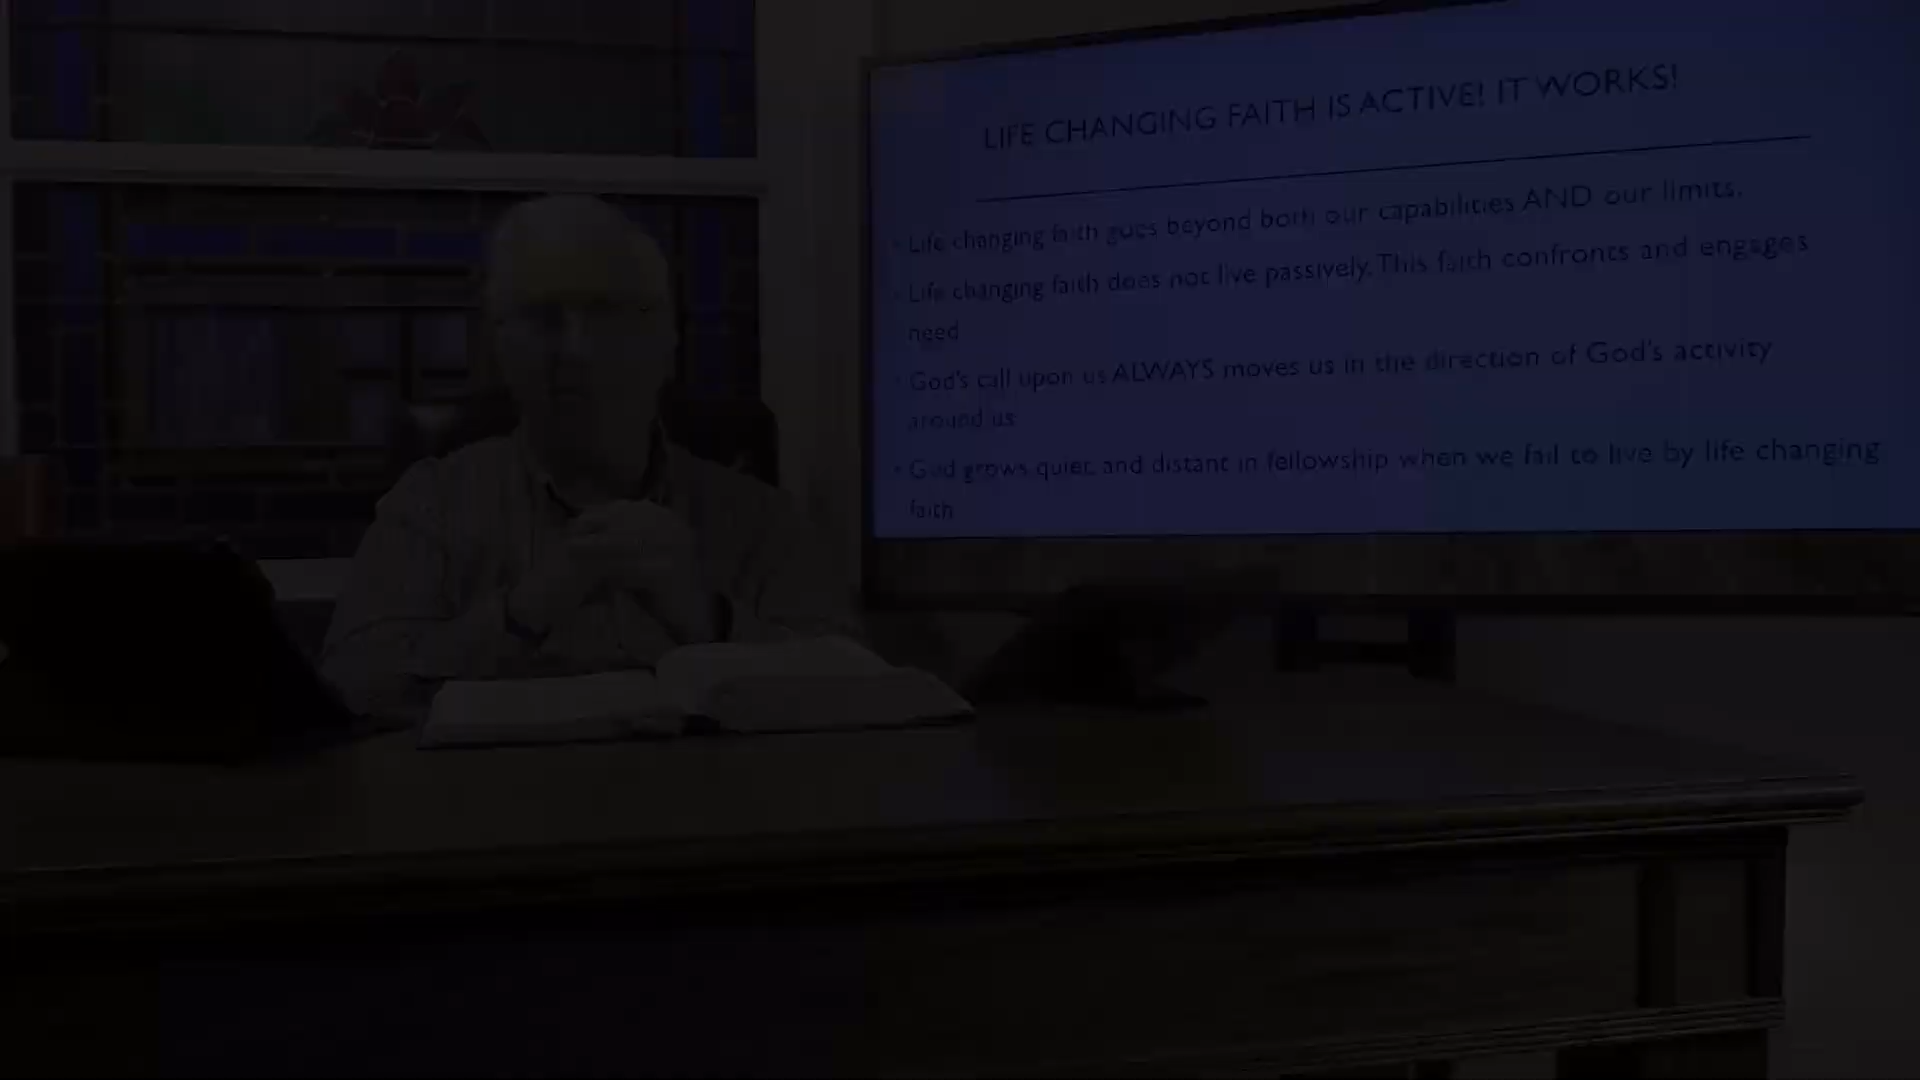 LIFE CHANGING FAITH IS ACTIVE! IT WORKS!
• Life changing faith goes beyond both our capabilities AND our limits.
• Life changing faith does not live passively. This faith confronts and engages
need
• God's call upon us ALWAYS moves us in the direction of God's activity
around us
• God grows quiet and distant in fellowship when we fail to live by life changing
faith